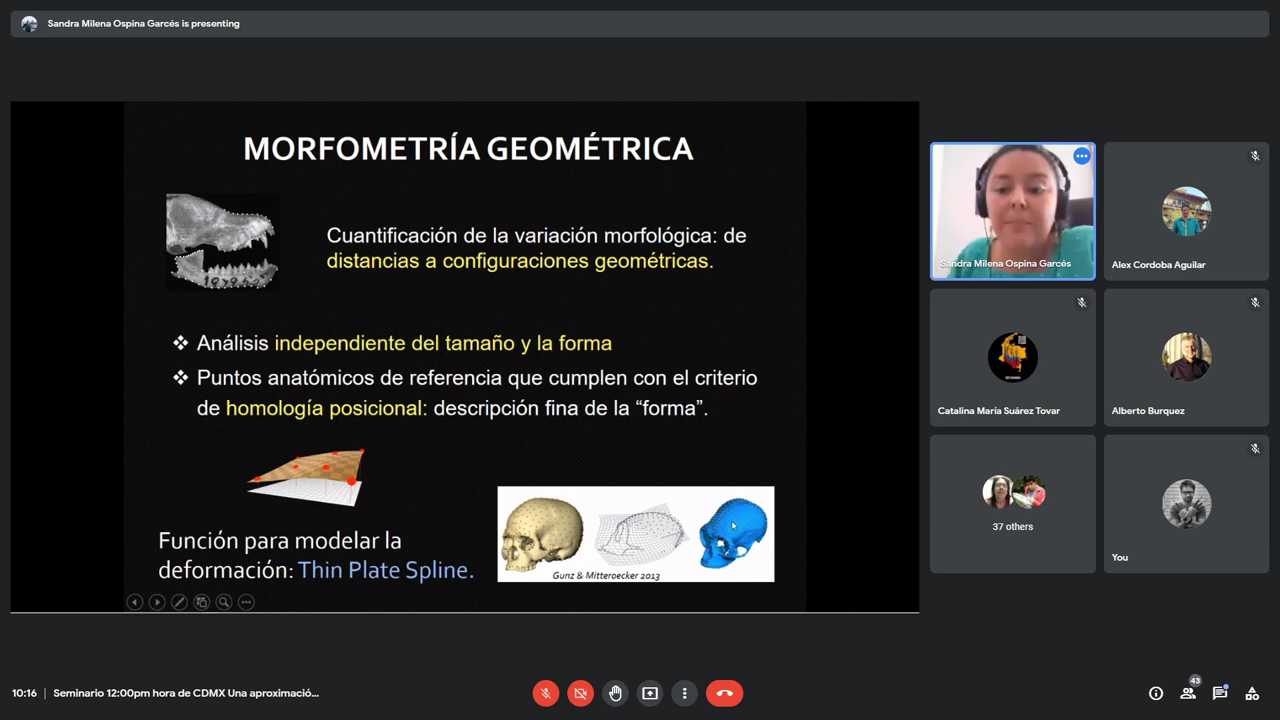 Sandra Milena Ospina Garcés is presenting
MORFOMETRÍA GEOMÉTRICA
Cuantificación de la variación morfológica: de
distancias a configuraciones geométricas.
❖ Análisis independiente del tamaño y la forma
❖ Puntos anatómicos de referencia que cumplen con el criterio
de homología posicional: descripción fina de la “forma”.
Función para modelar la
deformación: Thin Plate Spline.
Gunz & Mitteroecker 2013
Sandra Milena Ospina Garcés
Alex Cordoba Aguilar
Catalina María Suárez Tovar
Alberto Burquez
37 others
You
10:16 | Seminario 12:00pm hora de CDMX Una aproximació...
43